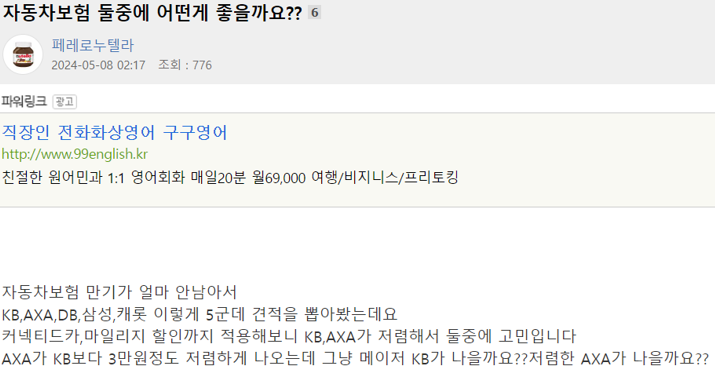 자동차보험 둘중에 어떤게 좋을까요?? 6
페레로누텔라
2024-05-08 02:17 조회 : 776
파워링크 광고
직장인 전화화상영어 구구영어
http://www.99english.kr
친절한 원어민과 1:1 영어회화 매일20분 월69,000 여행/비지니스/프리토킹
자동차보험 만기가 얼마 안남아서
KB,AXA,DB,삼성,캐롯 이렇게 5군데 견적을 뽑아봤는데요
커넥티드카,마일리지 할인까지 적용해보니 KB,AXA가 저렴해서 둘중에 고민입니다
AXA가 KB보다 3만원정도 저렴하게 나오는데 그냥 메이저 KB가 나을까요??저렴한 AXA가 나을까요??